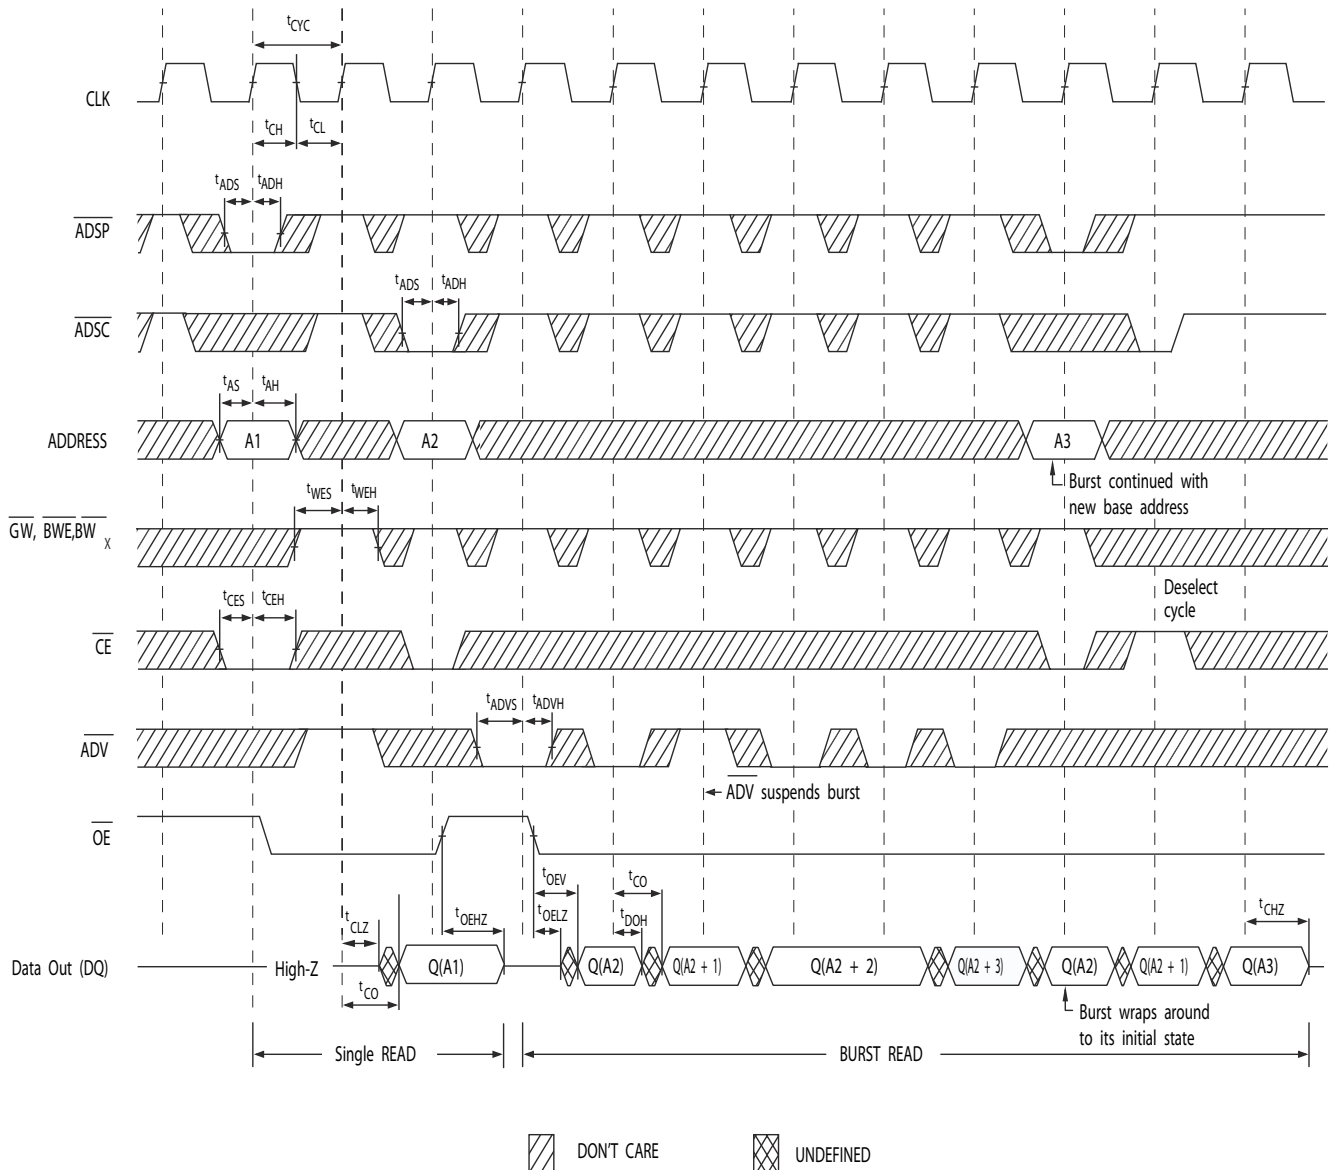 tCYC
CLK
tCH
tCL
tADS
tADH
ADSP
tADS
tADH
ADSC
tAS
tAH
ADDRESS
A1
A2
A3
Burst continued with
new base address
tWES
tWEH
GW, BWE,BW X
Deselect
cycle
tCES
tCEH
CE
tADVS
tADVH
ADV
ADV suspends burst
OE
tOEV
tCO
tCLZ
tOEHZ
tOELZ
tDOH
tCHZ
Data Out (DQ)
High-Z
Q(A1)
Q(A2)
Q(A2 + 1)
Q(A2 + 2)
Q(A2 + 3)
Q(A2)
Q(A2 + 1)
Q(A3)
tCO
Burst wraps around
to its initial state
Single READ
BURST READ
DON'T CARE
UNDEFINED